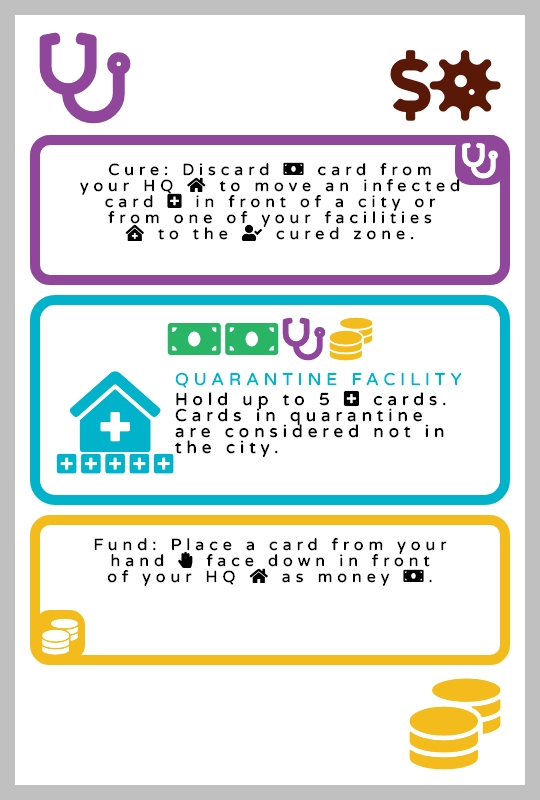 $
Cure: Discard card from
your HQ to move an infected
card in front of a city or
from one of your facilities
to the cured zone.
QUARANTINE FACILITY
Hold up to 5 cards.
Cards in quarantine
are considered not in
the city.
Fund: Place a card from your
hand face down in front
of your HQ as money .